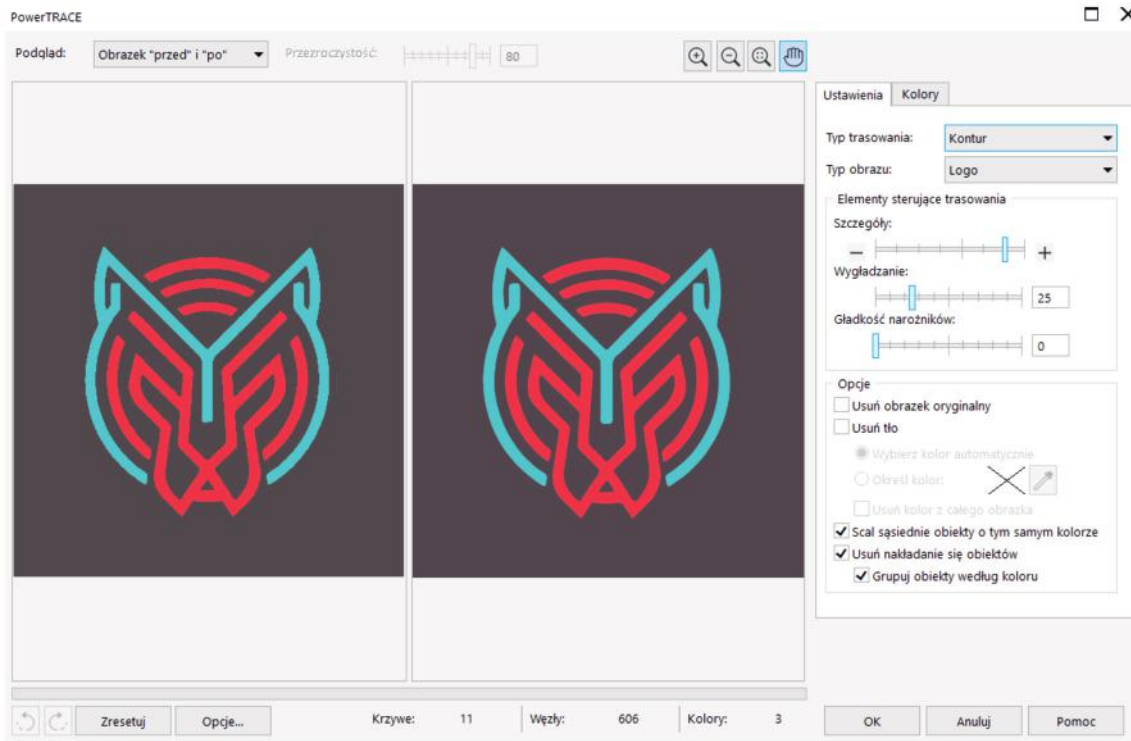 PowerTRACE
Podgląd: Obrazek "przed" i "po" Przezroczystość: 80
Ustawienia Kolory
Typ trasowania: Kontur
Typ obrazu: Logo
Elementy sterujące trasowania
Szczegóły:
Wygładzanie:
25
Gładkość narożników:
0
Opcje
Usuń obrazek oryginalny
Usuń tło
Wybierz kolor automatycznie
Określ kolor:
Usuń kolor z całego obrazka
Scal sąsiednie obiekty o tym samym kolorze
Usuń nakładanie się obiektów
Grupuj obiekty według koloru
Zresetuj Opcje... Krzywe: 11 Węzły: 606 Kolory: 3 OK Anuluj Pomoc